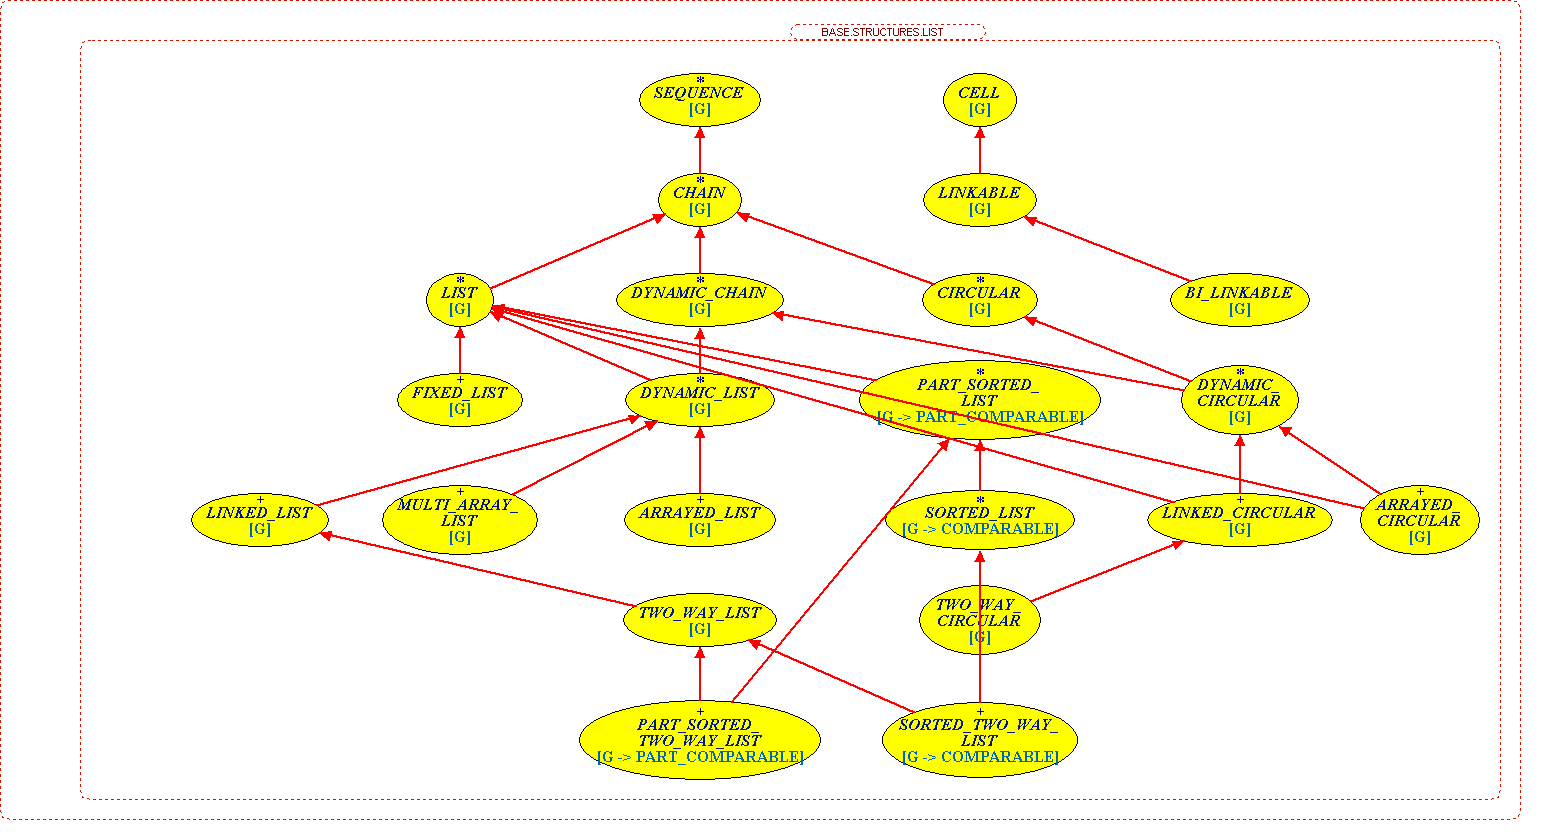 BASE.STRUCTURES.LIST
*
SEQUENCE
[G]
CELL
[G]
*
CHAIN
[G]
LINKABLE
[G]
*
LIST
[G]
*
DYNAMIC_CHAIN
[G]
*
CIRCULAR
[G]
BI_LINKABLE
[G]
+
FIXED_LIST
[G]
*
DYNAMIC_LIST
[G]
*
PART_SORTED_
LIST
[G -> PART_COMPARABLE]
*
DYNAMIC_
CIRCULAR
[G]
+
LINKED_LIST
[G]
+
MULTI_ARRAY_
LIST
[G]
+
ARRAYED_LIST
[G]
*
SORTED_LIST
[G -> COMPARABLE]
+
LINKED_CIRCULAR
[G]
+
ARRAYED_
CIRCULAR
[G]
TWO_WAY_LIST
[G]
TWO_WAY_
CIRCULAR
[G]
+
PART_SORTED_
TWO_WAY_LIST
[G -> PART_COMPARABLE]
+
SORTED_TWO_WAY_
LIST
[G -> COMPARABLE]